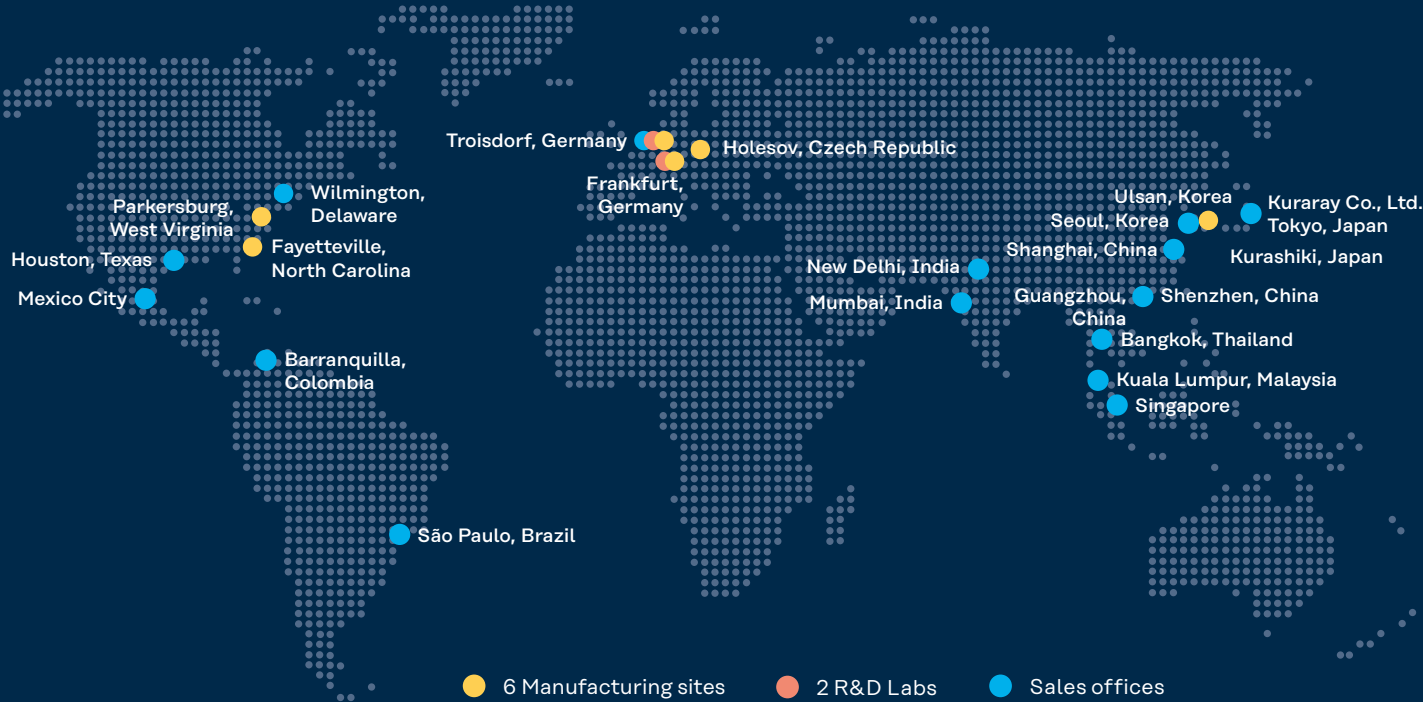 Troisdorf, Germany
Holesov, Czech Republic
Frankfurt,
Germany
Wilmington,
Delaware
Parkersburg,
West Virginia
Fayetteville,
North Carolina
Houston, Texas
Mexico City
Barranquilla,
Colombia
São Paulo, Brazil
Ulsan, Korea
Seoul, Korea
Kuraray Co., Ltd.
Tokyo, Japan
Kurashiki, Japan
Shanghai, China
New Delhi, India
Mumbai, India
Guangzhou,
China
Shenzhen, China
Bangkok, Thailand
Kuala Lumpur, Malaysia
Singapore
6 Manufacturing sites
2 R&D Labs
Sales offices